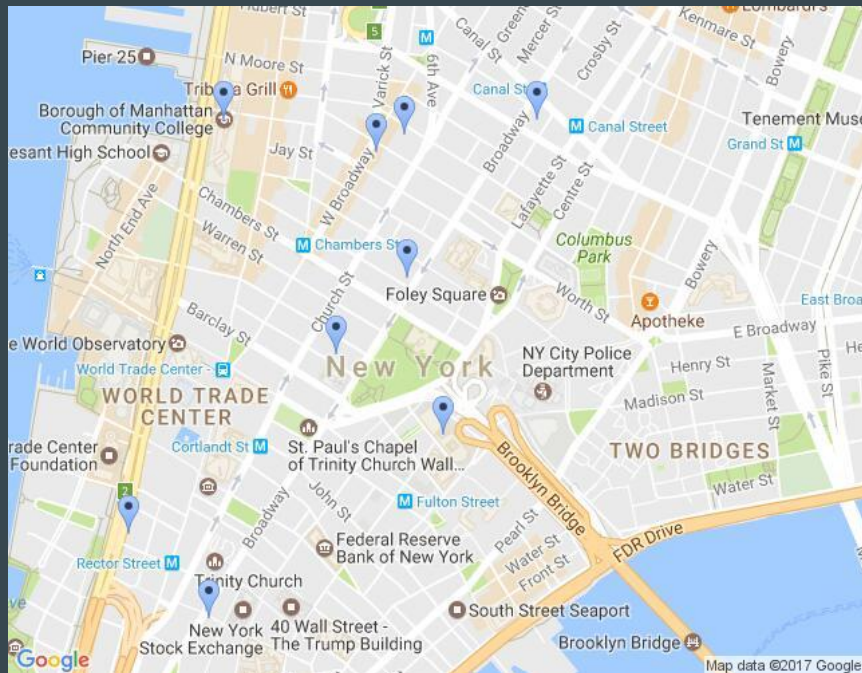 Hubert St
5
Canal St
Greene
Mercer St
Crosby St
Lombardi's
Kenmare St
Pier 25
N Moore St
Varick St
6th Ave
Bowery
Tribeca Grill
Canal St
Borough of Manhattan
Community College
Broadway
Canal Street
Tenement Muse
Grand St
esant High School
Jay St
W Broadway
Lafayette St
Centre St
North End Ave
Chambers St
Warren St
Chambers St
Columbus
Park
Bowery
Church St
Foley Square
Worth St
Apotheke
East Broa
Barclay St
E Broadway
e World Observatory
New York
NY City Police
Department
Henry St
He
World Trade Center -
Madison St
Market St
Pike St
WORLD TRADE
CENTER
St. Paul's Chapel
of Trinity Church Wall...
Cortlandt St
rade Center
Foundation
TWO BRIDGES
Brooklyn Bridge
Water St
2
Broadway
John St
Fulton Street
Pearl St
Water St
Front St
FDR Drive
Federal Reserve
Bank of New York
Rector Street
Trinity Church
New York
Stock Exchange
40 Wall Street -
The Trump Building
South Street Seaport
Brooklyn Bridge
Google
Map data ©2017 Google